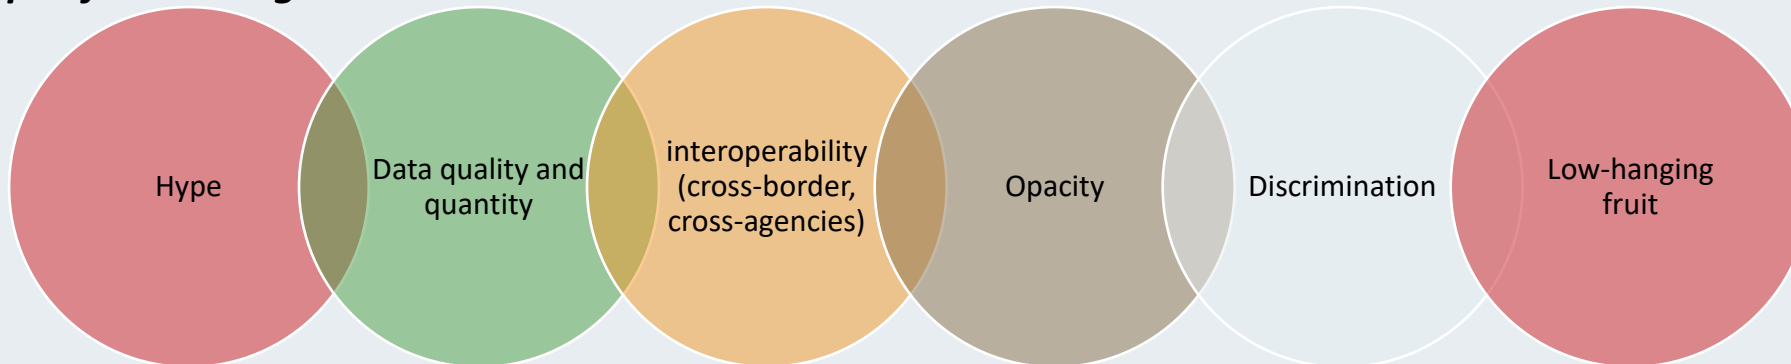 Hype
Data quality and
quantity
interoperability
(cross-border,
cross-agencies)
Opacity
Discrimination
Low-hanging
fruit